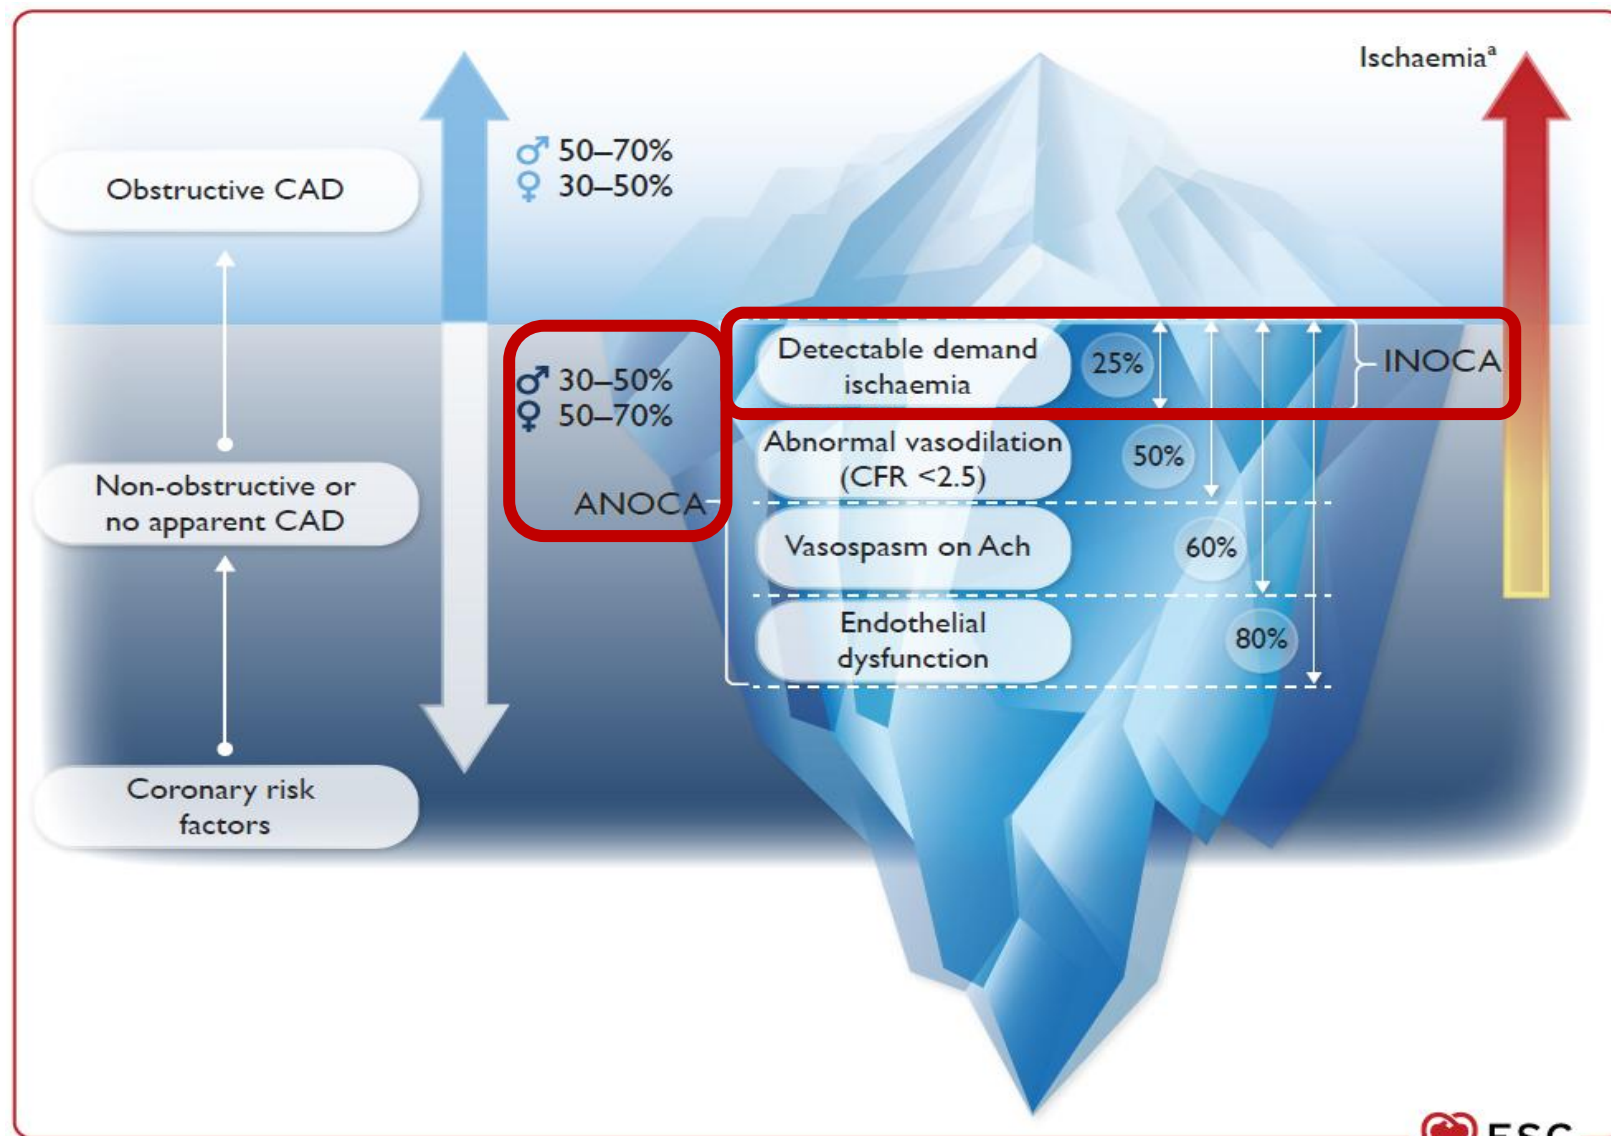 Ischaemiaᵃ
♂ 50–70%
♀ 30–50%
Obstructive CAD
♂ 30–50%
♀ 50–70%
ANOCA
Detectable demand
ischaemia
25%
INOCA
Abnormal vasodilation
(CFR <2.5)
50%
Non-obstructive or
no apparent CAD
Vasospasm on Ach
60%
Endothelial
dysfunction
80%
Coronary risk
factors
ESC